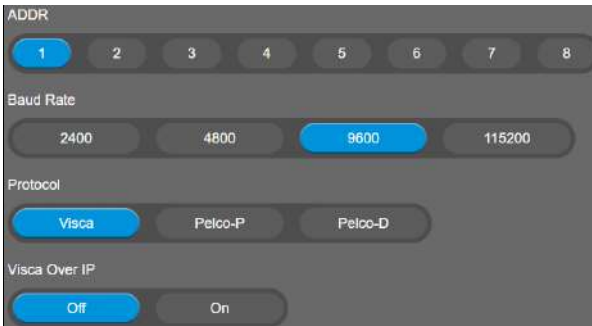 ADDR
1 2 3 4 5 6 7 8
Baud Rate
2400 4800 9600 115200
Protocol
Visca Pelco-P Pelco-D
Visca Over IP
Off On